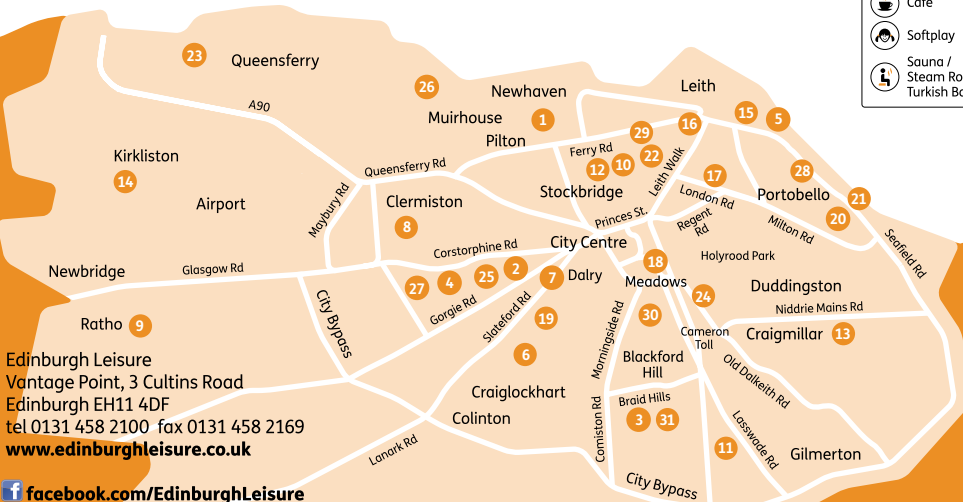 Cafe
Softplay
Sauna /
Steam Ro
Turkish Ba
23
Queensferry
26
Newhaven
Leith
A90
Muirhouse
1
15
5
Pilton
16
29
Ferry Rd
Kirkliston
14
Queensferry Rd
12
10
22
Leith Walk
28
Stockbridge
17
Portobello
Airport
Maybury Rd
Clermiston
London Rd
21
8
Princes St.
Regent
Rd
20
Milton Rd
Corstorphine Rd
City Centre
Seafield Rd
Holyrood Park
Newbridge
Glasgow Rd
27
4
25
2
7
Dalry
18
Meadows
Duddingston
City Bypass
Gorgie Rd
Slateford Rd
24
Niddrie Mains Rd
Ratho
9
19
Morningside Rd
30
Cameron
Toll
Craigmillar
13
6
Blackford
Hill
Old Dalkeith Rd
Craiglockhart
Colinton
Comiston Rd
Braid Hills
3
31
Lasswade Rd
Lanark Rd
11
Gilmerton
City Bypass
Edinburgh Leisure
Vantage Point, 3 Cultins Road
Edinburgh EH11 4DF
tel 0131 458 2100 fax 0131 458 2169
www.edinburghleisure.co.uk
f facebook.com/EdinburghLeisure